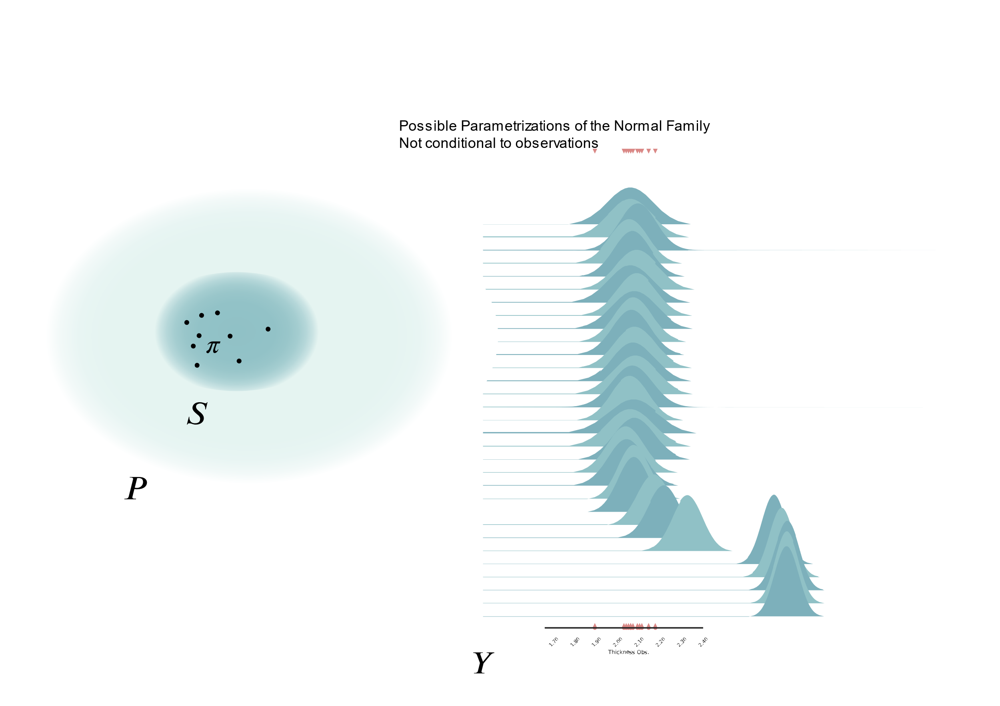 Possible Parametrizations of the Normal Family
Not conditional to observations
π
S
P
1.70 1.80 1.90 2.00 2.10 2.20 2.30 2.40
Thickness Obs.
Y